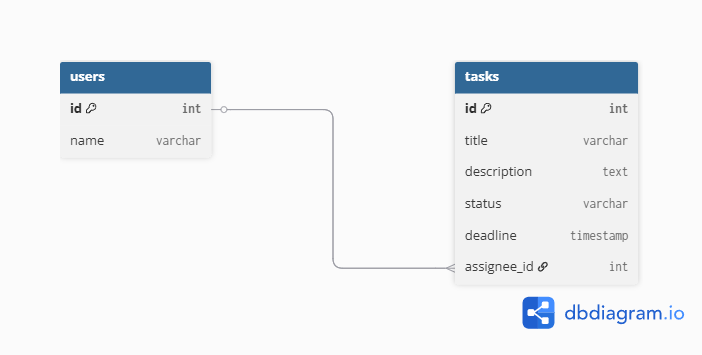 users
id int
name varchar
tasks
id int
title varchar
description text
status varchar
deadline timestamp
assignee_id int
dbdiagram.io